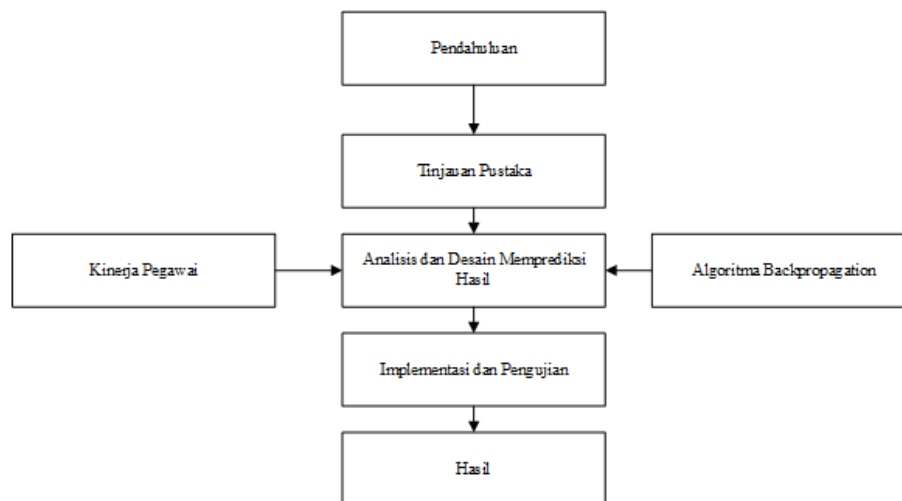 Pendahuluan
Tinjauan Pustaka
Kinerja Pegawai
Analisis dan Desain Memprediksi
Hasil
Algoritma Backpropagation
Implementasi dan Pengujian
Hasil